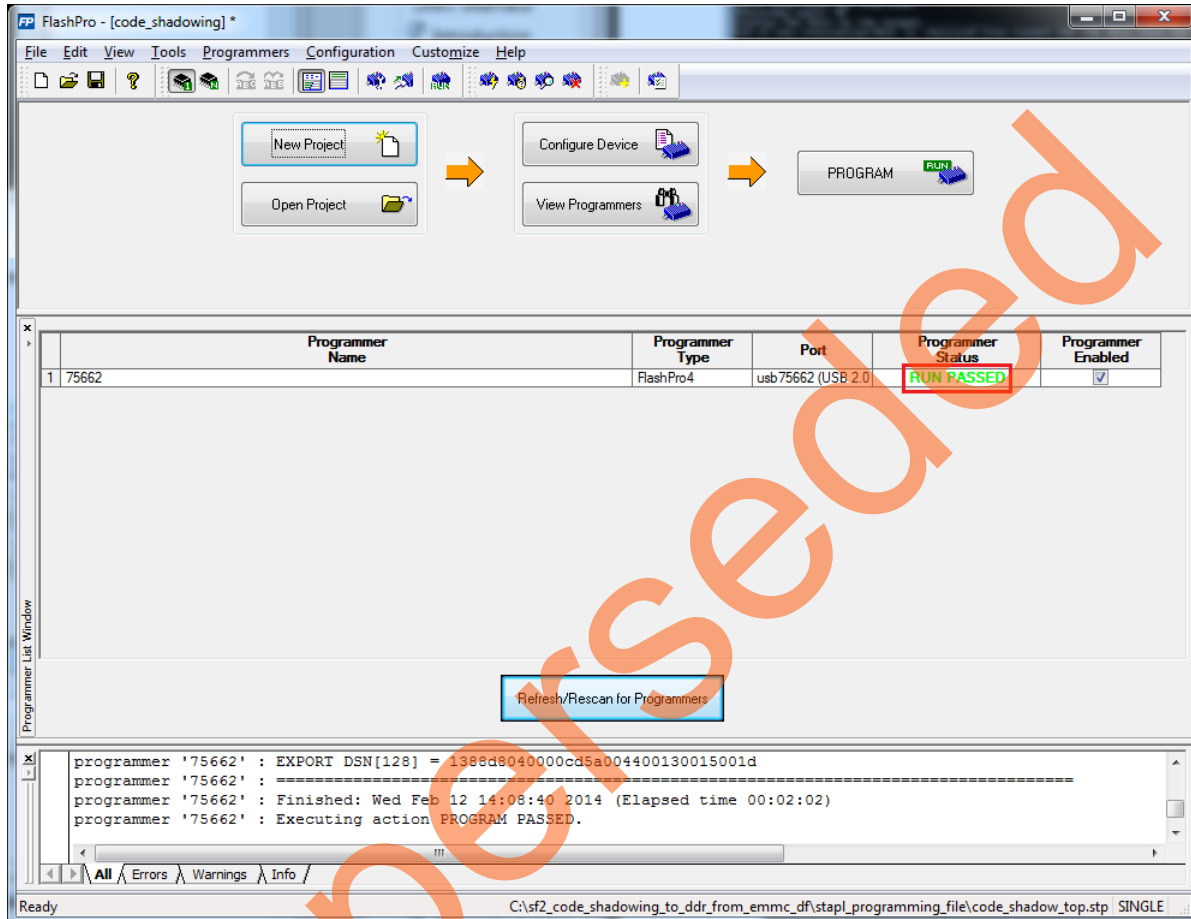 FP FlashPro - [code_shadowing] *
File Edit View Tools Programmers Configuration Customize Help
New Project
Configure Device
PROGRAM
RUN
Open Project
View Programmers
Programmer Name
Programmer Type
Port
Programmer Status
Programmer Enabled
1 75662 FlashPro4 usb75662 (USB 2.0 RUN PASSED
Programmer List Window
Refresh/Rescan for Programmers
programmer '75662' : EXPORT DSN[128] = 1388d8040000cd5a004400130015001d
programmer '75662' : ===================================================================================
programmer '75662' : Finished: Wed Feb 12 14:08:40 2014 (Elapsed time 00:02:02)
programmer '75662' : Executing action PROGRAM PASSED.
All Errors Warnings Info
Ready C:\sf2_code_shadowing_to_ddr_from_emmc_df\stapl_programming_file\code_shadow_top.stp SINGLE
perseded